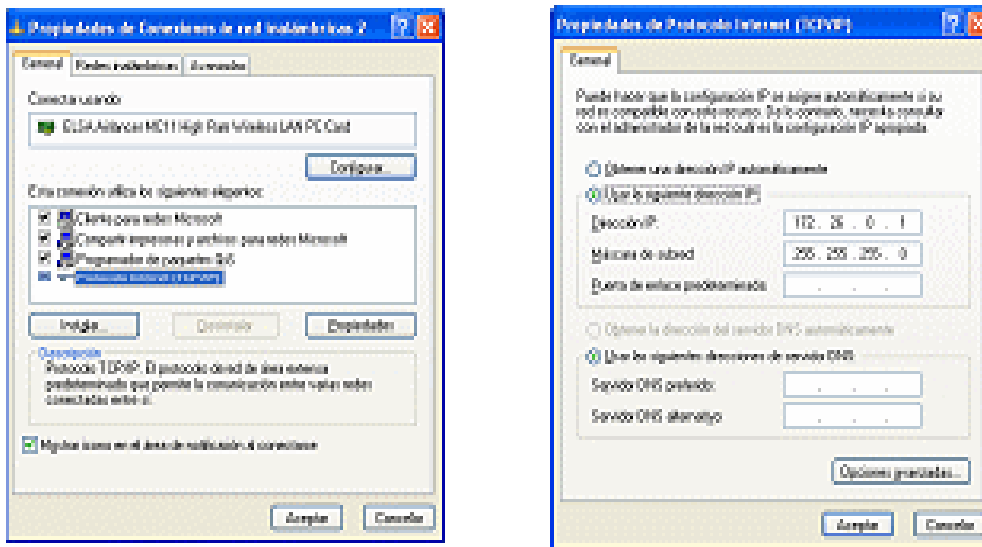 Propiedades de Conexiones de red inalámbricas 2
General Redes inalámbricas Avanzadas
Conectar usando:
ELSA AirLancer MC11 High Rate Wireless LAN PC Card
Configurar...
Esta conexión utiliza los siguientes elementos:
Cliente para redes Microsoft
Compartir impresoras y archivos para redes Microsoft
Programador de paquetes QoS
Protocolo Internet (TCP/IP)
Instalar... Desinstalar Propiedades
Descripción
Protocolo TCP/IP. El protocolo de red de área extensa
predeterminado que permite la comunicación entre varias redes
conectadas entre sí.
Mostrar icono en el área de notificación al conectarse
Aceptar Cancelar
Propiedades de Protocolo Internet (TCP/IP)
General
Puede hacer que la configuración IP se asigne automáticamente si su
red es compatible con este recurso. De lo contrario, necesita consultar
con el administrador de la red cuál es la configuración IP apropiada.
Obtener una dirección IP automáticamente
Usar la siguiente dirección IP:
Dirección IP: 172 . 26 . 0 . 1
Máscara de subred: 255 . 255 . 255 . 0
Puerta de enlace predeterminada:
Obtener la dirección del servidor DNS automáticamente
Usar las siguientes direcciones de servidor DNS:
Servidor DNS preferido:
Servidor DNS alternativo:
Opciones avanzadas...
Aceptar Cancelar